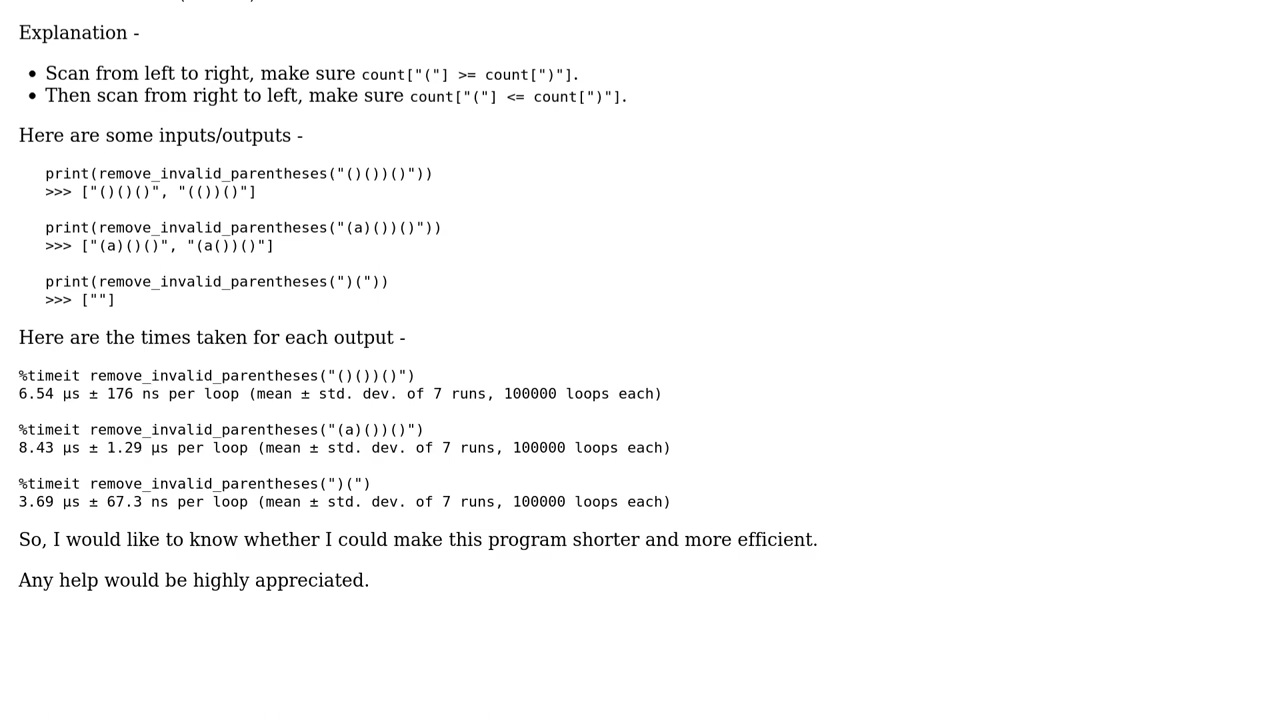 Explanation -
• Scan from left to right, make sure count["("] >= count[")"].
• Then scan from right to left, make sure count["("] <= count[")"].
Here are some inputs/outputs -
print(remove_invalid_parentheses("()())()"))
>>> ["()()()", "(())()"]
print(remove_invalid_parentheses("(a)())()"))
>>> ["(a)()()", "(a())()"]
print(remove_invalid_parentheses(")("))
>>> [""]
Here are the times taken for each output -
%timeit remove_invalid_parentheses("()())()")
6.54 µs ± 176 ns per loop (mean ± std. dev. of 7 runs, 100000 loops each)
%timeit remove_invalid_parentheses("(a)())()")
8.43 µs ± 1.29 µs per loop (mean ± std. dev. of 7 runs, 100000 loops each)
%timeit remove_invalid_parentheses(")(")
3.69 µs ± 67.3 ns per loop (mean ± std. dev. of 7 runs, 100000 loops each)
So, I would like to know whether I could make this program shorter and more efficient.
Any help would be highly appreciated.